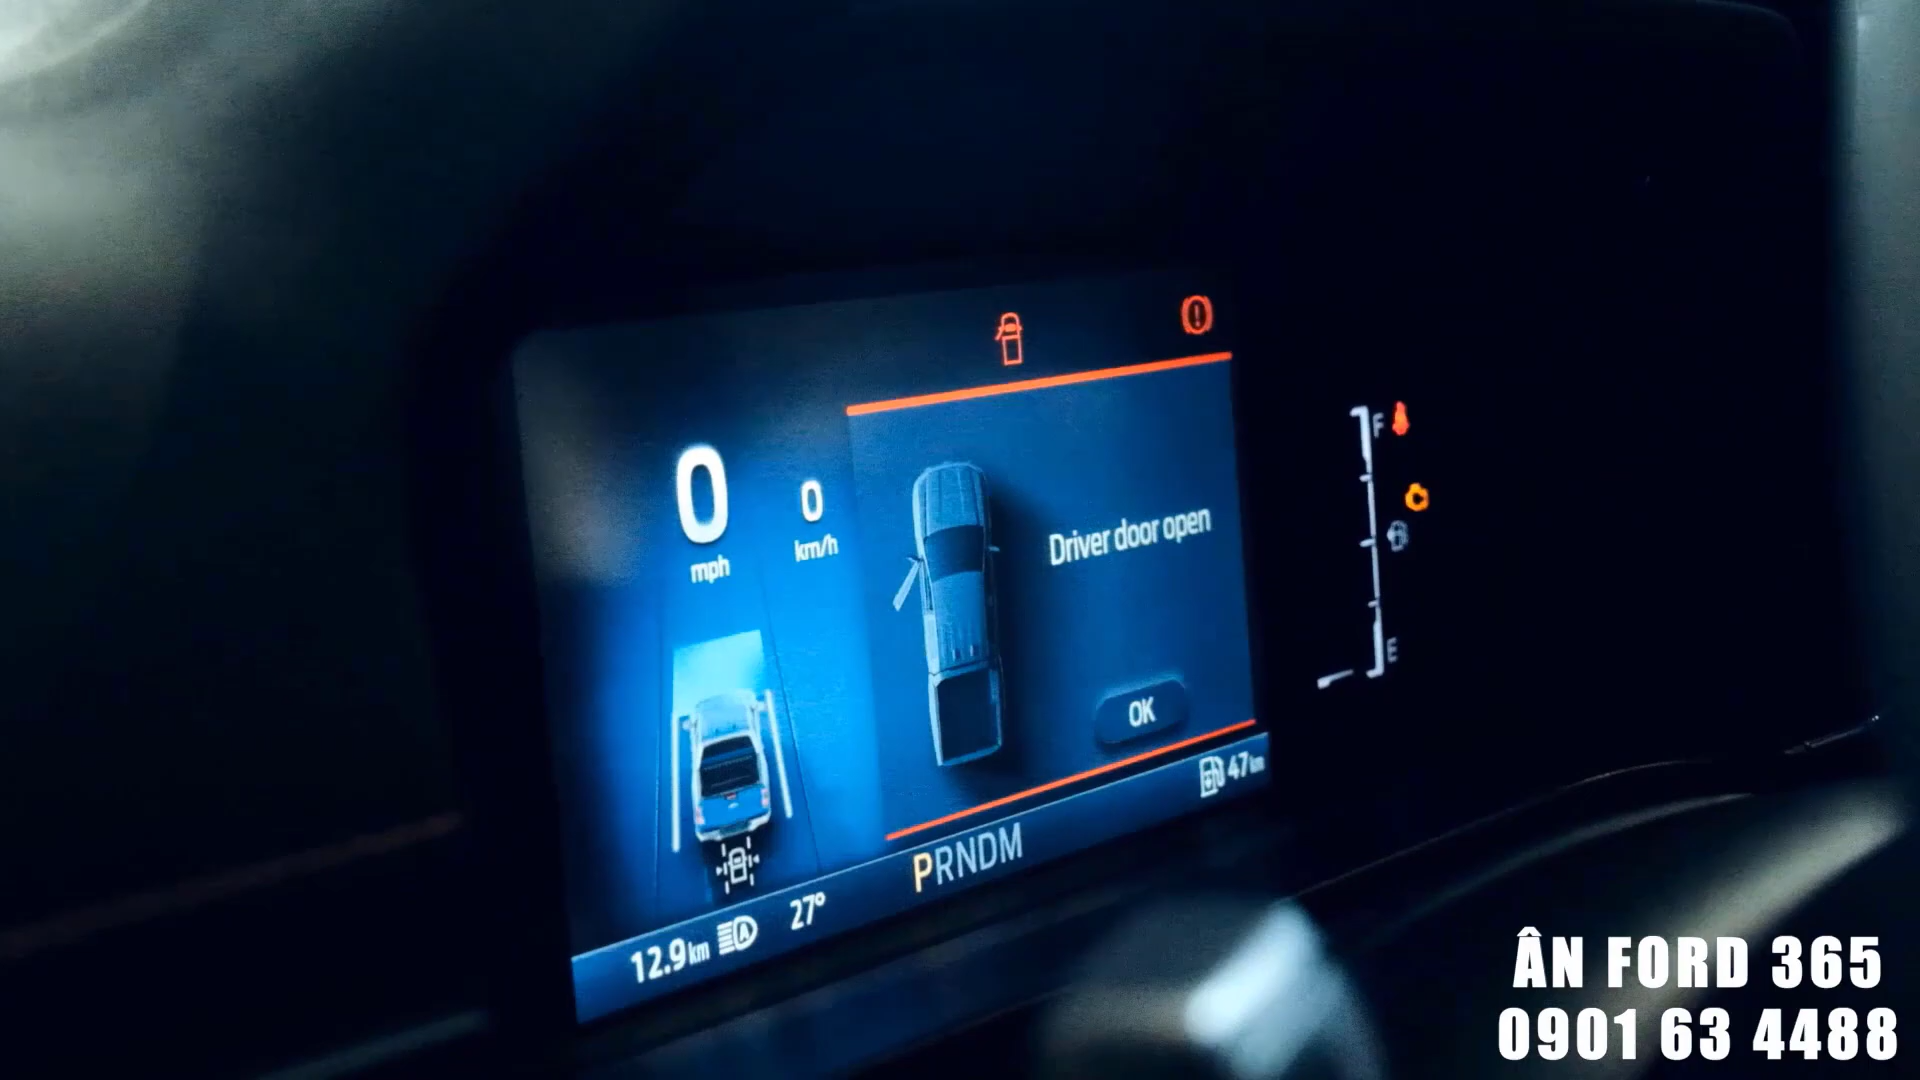 0
mph
0
km/h
Driver door open
OK
F
E
47km
PRNDM
12.9km
27°
ÂN FORD 365
0901 63 4488